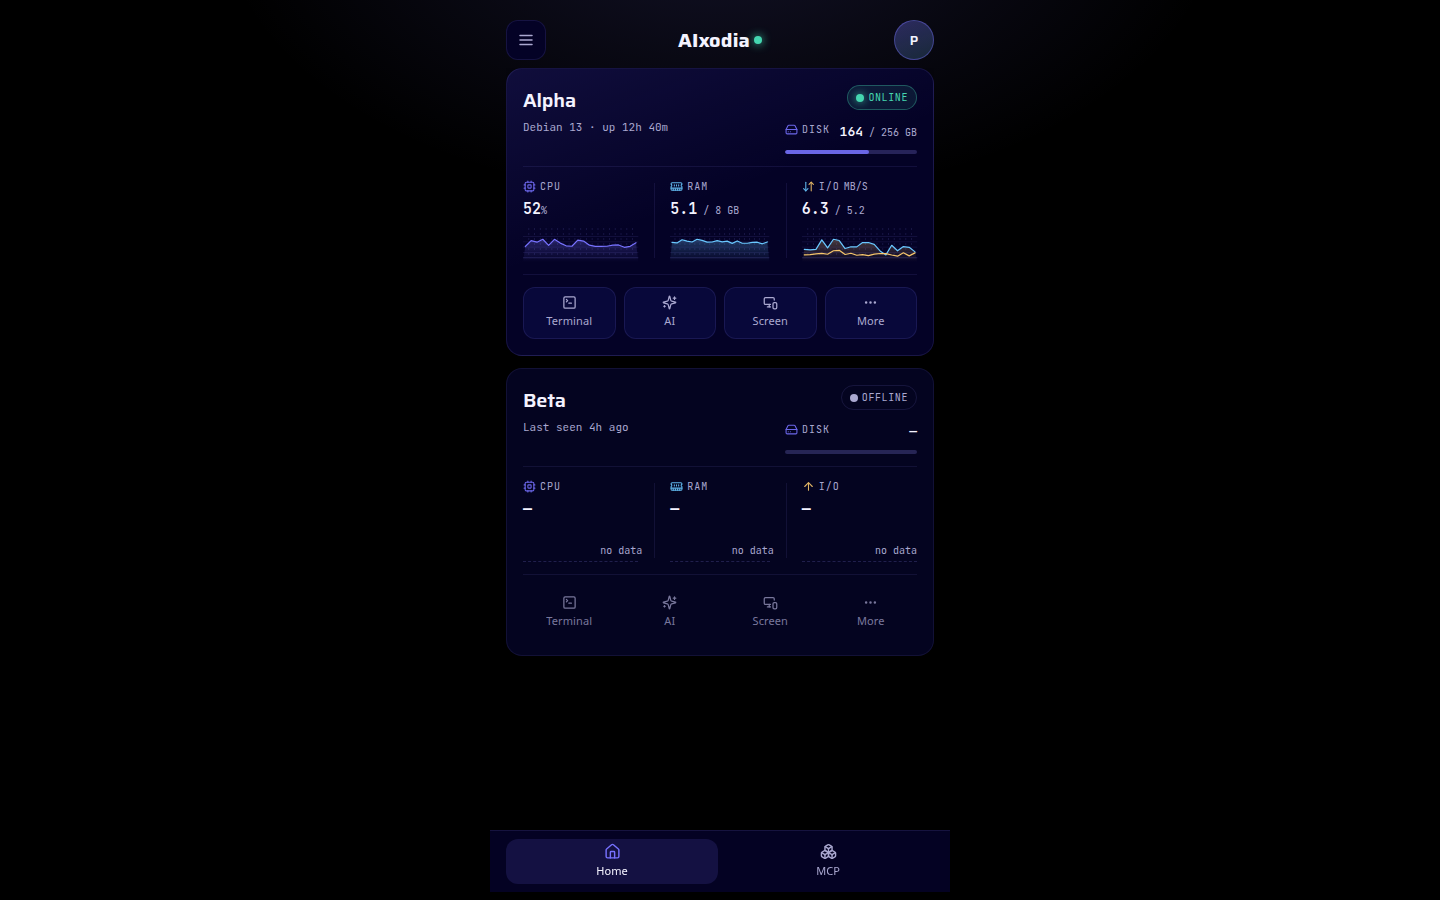 AIxodia
P
Alpha
ONLINE
Debian 13 · up 12h 40m
DISK 164 / 256 GB
CPU
RAM
I/O MB/S
52%
5.1 / 8 GB
6.3 / 5.2
Terminal
AI
Screen
More
Beta
OFFLINE
Last seen 4h ago
DISK —
CPU
RAM
I/O
—
—
—
no data
no data
no data
Terminal
AI
Screen
More
Home
MCP